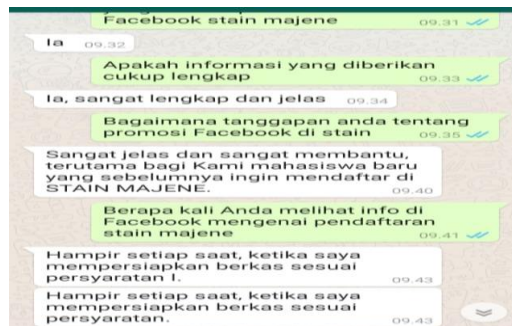 Facebook stain majene 09.31
Ia 09.32
Apakah informasi yang diberikan
cukup lengkap 09.33
Ia, sangat lengkap dan jelas 09.34
Bagaimana tanggapan anda tentang
promosi Facebook di stain 09.35
Sangat jelas dan sangat membantu,
terutama bagi Kami mahasiswa baru
yang sebelumnya ingin mendaftar di
STAIN MAJENE. 09.40
Berapa kali Anda melihat info di
Facebook mengenai pendaftaran
stain majene 09.41
Hampir setiap saat, ketika saya
mempersiapkan berkas sesuai
persyaratan I. 09.43
Hampir setiap saat, ketika saya
mempersiapkan berkas sesuai
persyaratan. 09.43